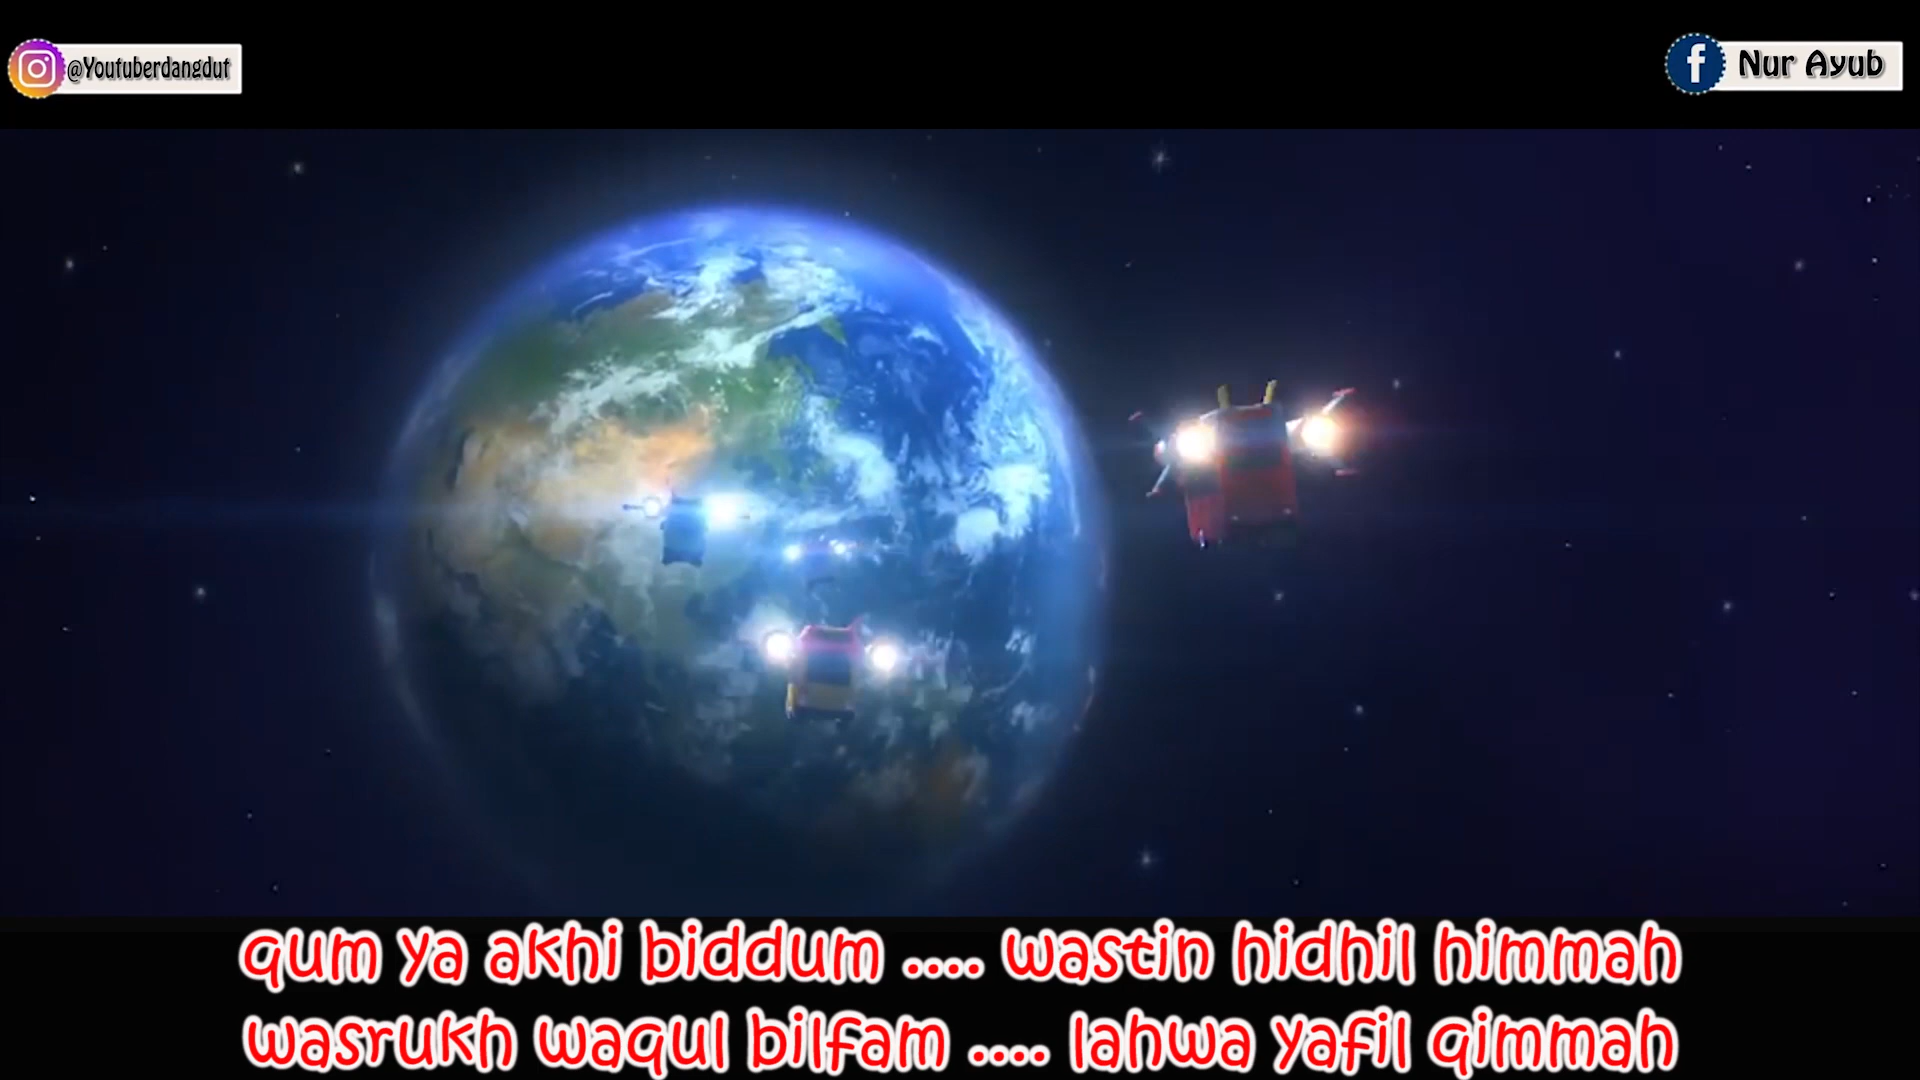 @Youtuberdangdut
Nur Ayub
qum ya akhi biddum .... wastin hidhil himmah
wasrukh waqul bilfam .... lahwa yafil qimmah